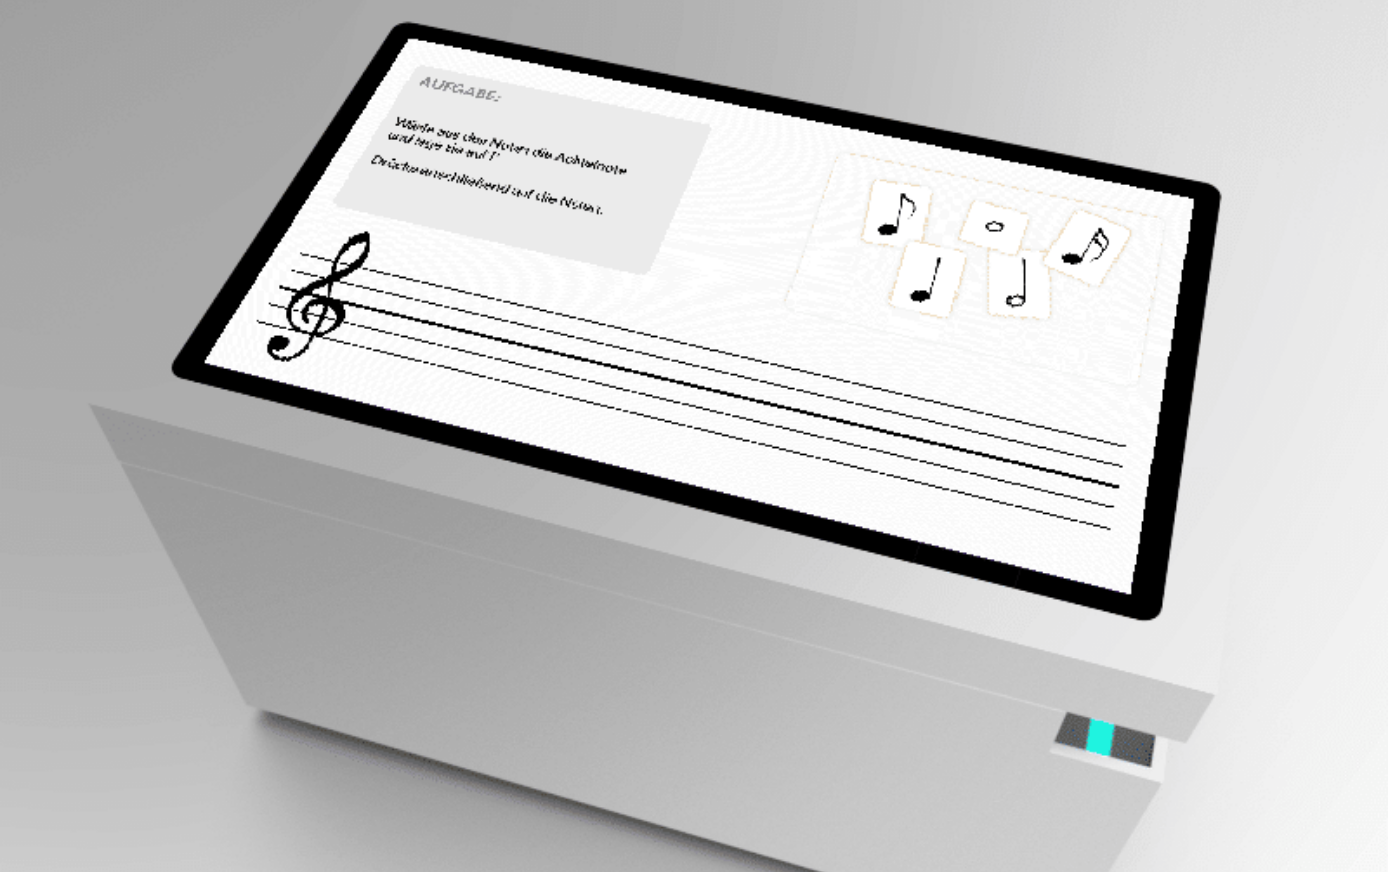 AUFGABE:
Wähle aus den Noten die Achtelnote
und lege sie auf
Drücke anschließend auf die Noten.